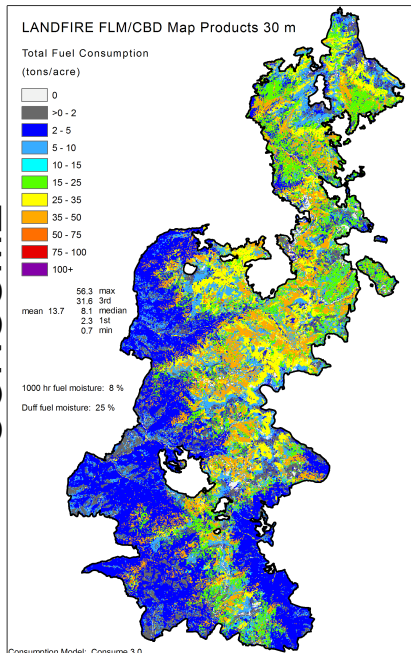 LANDFIRE FLM/CBD Map Products 30 m
Total Fuel Consumption
(tons/acre)
0
>0 - 2
2 - 5
5 - 10
10 - 15
15 - 25
25 - 35
35 - 50
50 - 75
75 - 100
100+
56.3 max
31.6 3rd
mean 13.7 8.1 median
2.3 1st
0.7 min
1000 hr fuel moisture: 8 %
Duff fuel moisture: 25 %
Consumption Model: Consume 3.0